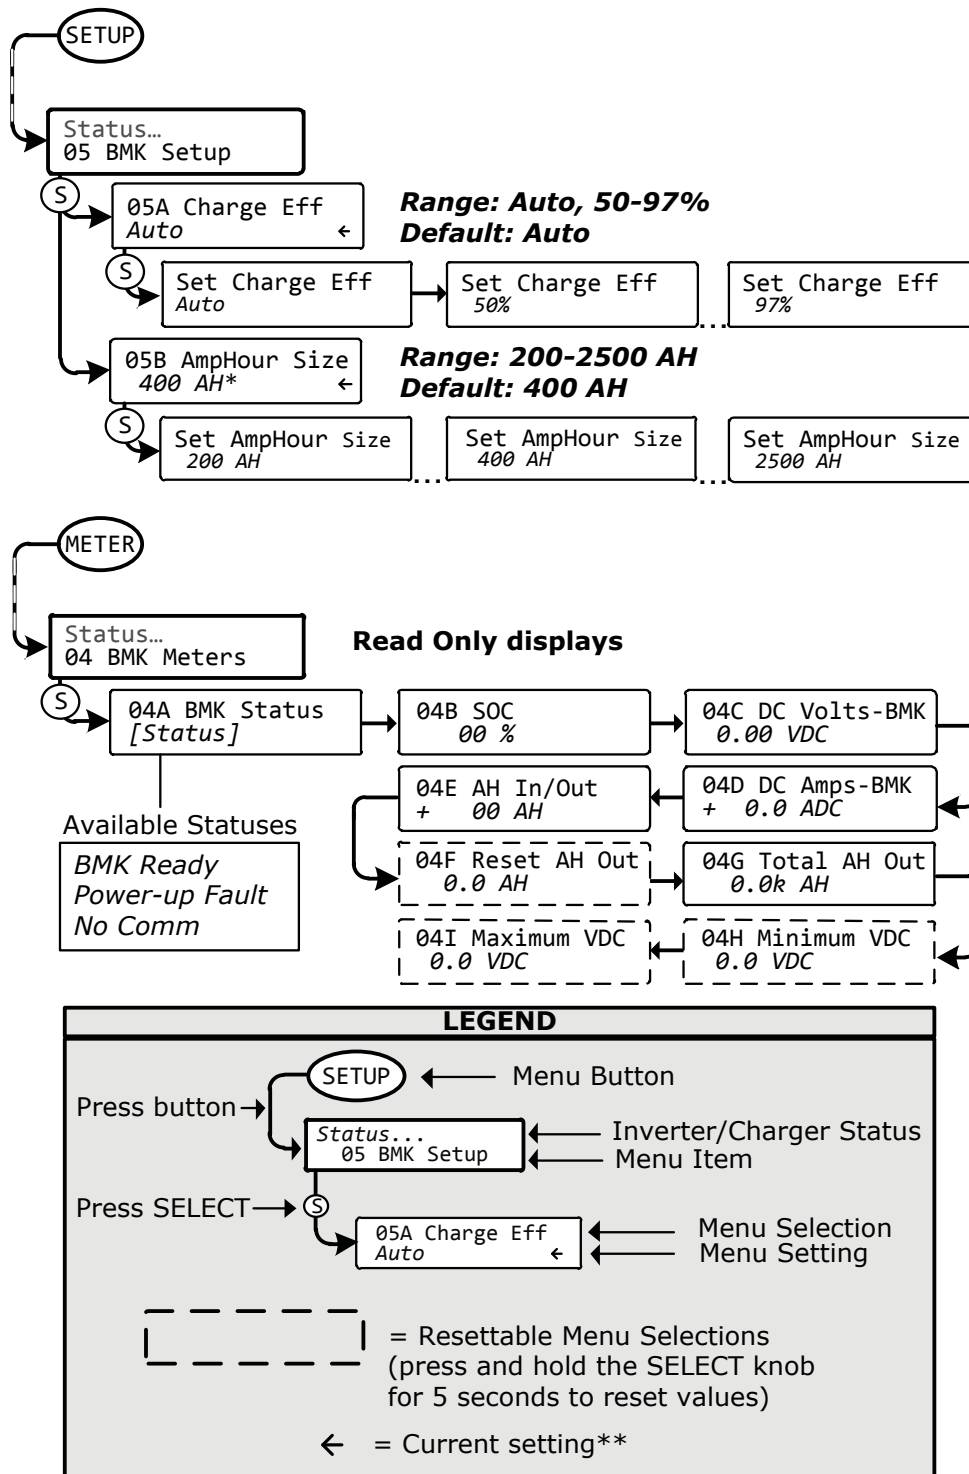 SETUP
Status…
05 BMK Setup
S
05A Charge Eff
Auto ←
Range: Auto, 50-97%
Default: Auto
S
Set Charge Eff
Auto
Set Charge Eff
50%
...
Set Charge Eff
97%
05B AmpHour Size
400 AH* ←
Range: 200-2500 AH
Default: 400 AH
S
Set AmpHour Size
200 AH
...
Set AmpHour Size
400 AH
...
Set AmpHour Size
2500 AH
METER
Status…
04 BMK Meters
Read Only displays
S
04A BMK Status
[Status]
04B SOC
00 %
04C DC Volts-BMK
0.00 VDC
04E AH In/Out
+ 00 AH
04D DC Amps-BMK
+ 0.0 ADC
Available Statuses
BMK Ready
Power-up Fault
No Comm
04F Reset AH Out
0.0 AH
04G Total AH Out
0.0k AH
04I Maximum VDC
0.0 VDC
04H Minimum VDC
0.0 VDC
LEGEND
SETUP
Menu Button
Press button
Status...
05 BMK Setup
Inverter/Charger Status
Menu Item
Press SELECT
S
05A Charge Eff
Auto ←
Menu Selection
Menu Setting
= Resettable Menu Selections
(press and hold the SELECT knob
for 5 seconds to reset values)
← = Current setting**